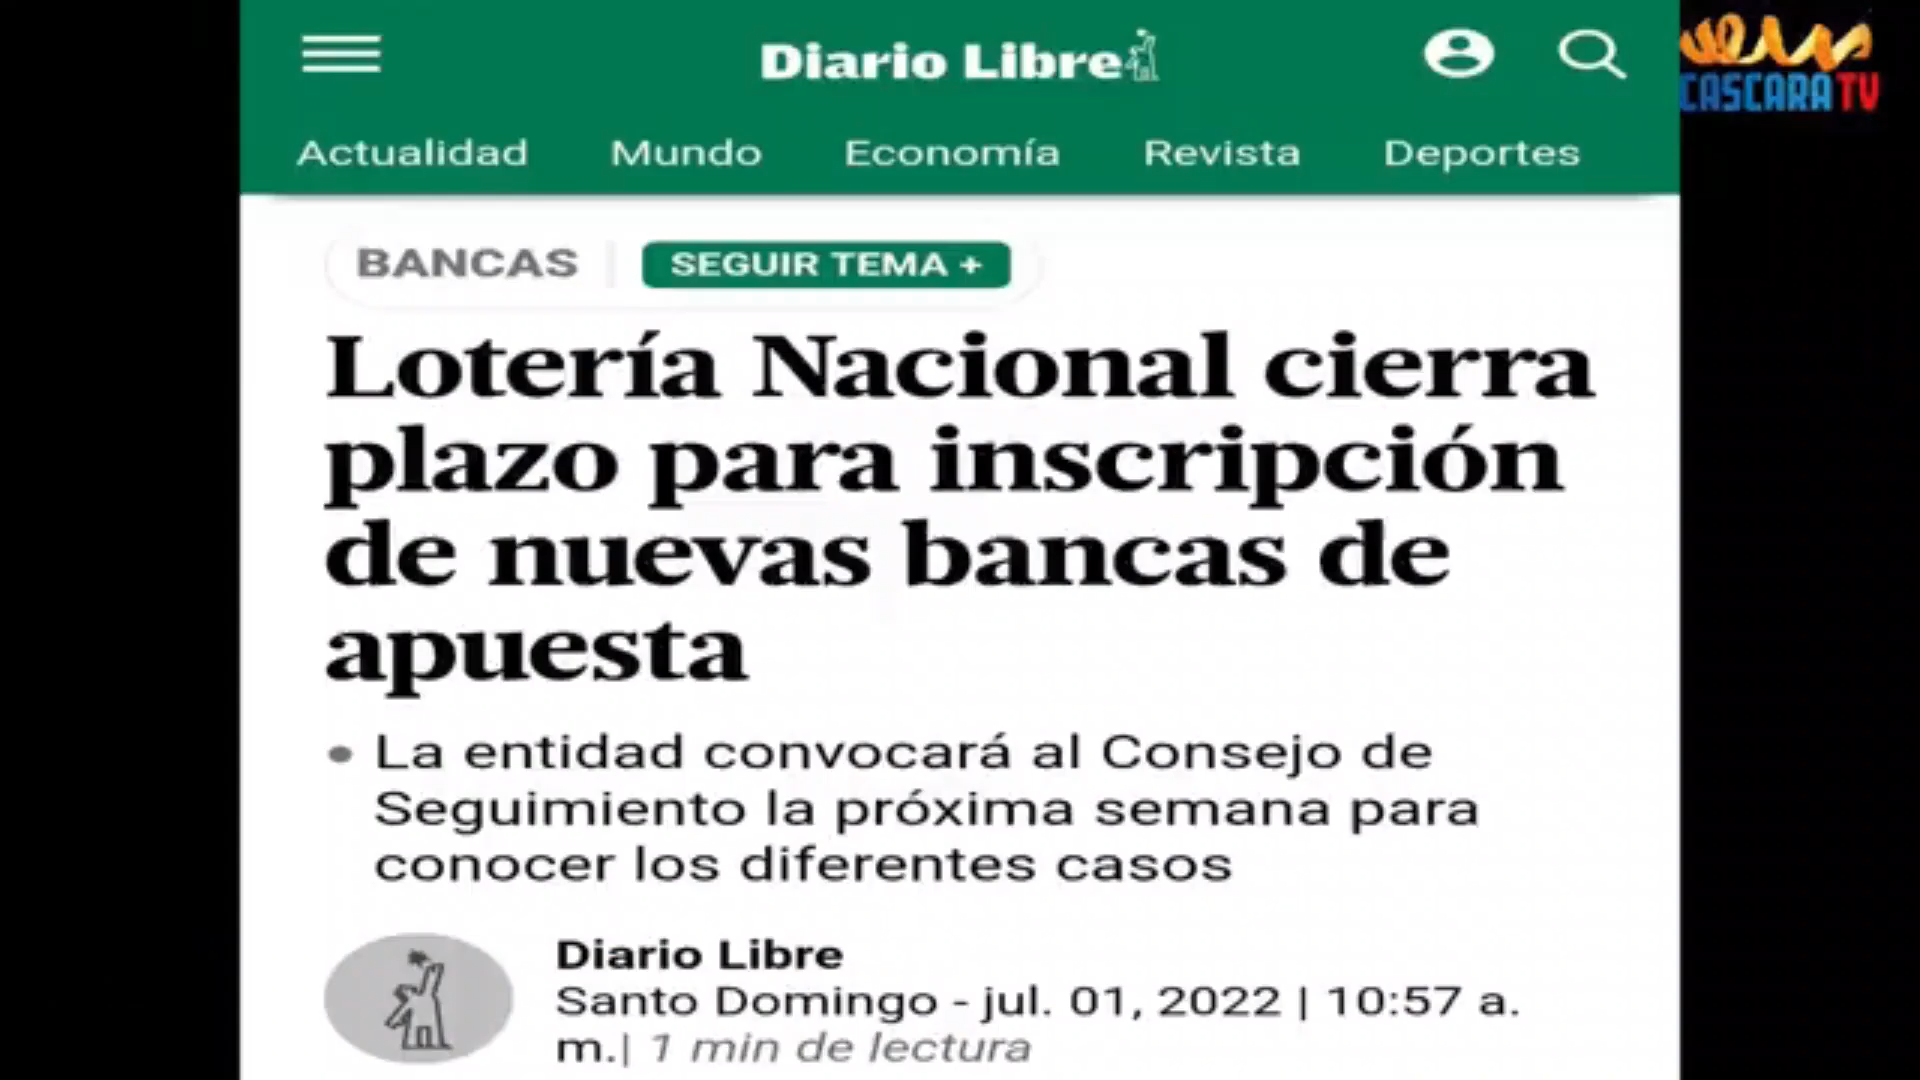 Diario Libre
CASCARA TV
Actualidad Mundo Economía Revista Deportes
BANCAS SEGUIR TEMA +
Lotería Nacional cierra
plazo para inscripción
de nuevas bancas de
apuesta
• La entidad convocará al Consejo de
Seguimiento la próxima semana para
conocer los diferentes casos
Diario Libre
Santo Domingo - jul. 01, 2022 | 10:57 a.
m.| 1 min de lectura